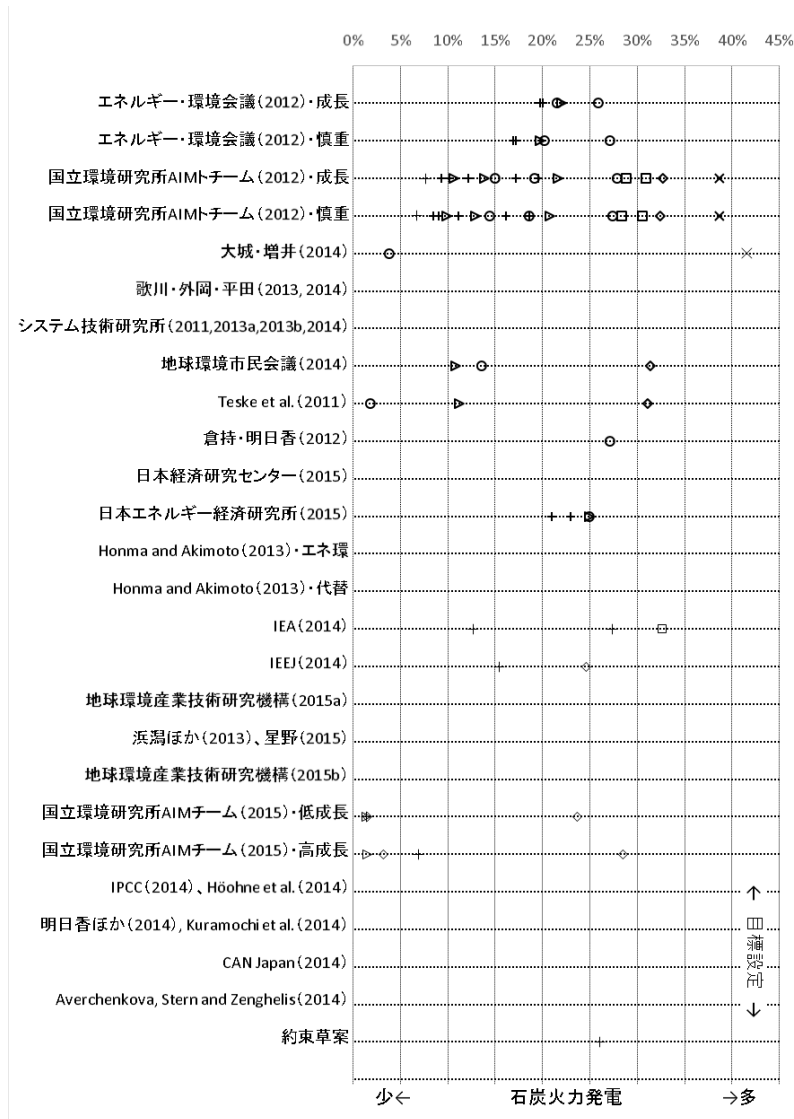 0% 5% 10% 15% 20% 25% 30% 35% 40% 45%
エネルギー・環境会議(2012)・成長
エネルギー・環境会議(2012)・慎重
国立環境研究所AIMトチーム(2012)・成長
国立環境研究所AIMトチーム(2012)・慎重
大城・増井(2014)
歌川・外岡・平田(2013, 2014)
システム技術研究所(2011,2013a,2013b,2014)
地球環境市民会議(2014)
Teske et al.(2011)
倉持・明日香(2012)
日本経済研究センター(2015)
日本エネルギー経済研究所(2015)
Honma and Akimoto(2013)・エネ環
Honma and Akimoto(2013)・代替
IEA(2014)
IEEJ(2014)
地球環境産業技術研究機構(2015a)
浜潟ほか(2013)、星野(2015)
地球環境産業技術研究機構(2015b)
国立環境研究所AIMチーム(2015)・低成長
国立環境研究所AIMチーム(2015)・高成長
IPCC(2014)、Höohne et al.(2014)
明日香ほか(2014), Kuramochi et al.(2014)
CAN Japan(2014)
Averchenkova, Stern and Zenghelis(2014)
約束草案
←目標設定→
少← 石炭火力発電 →多